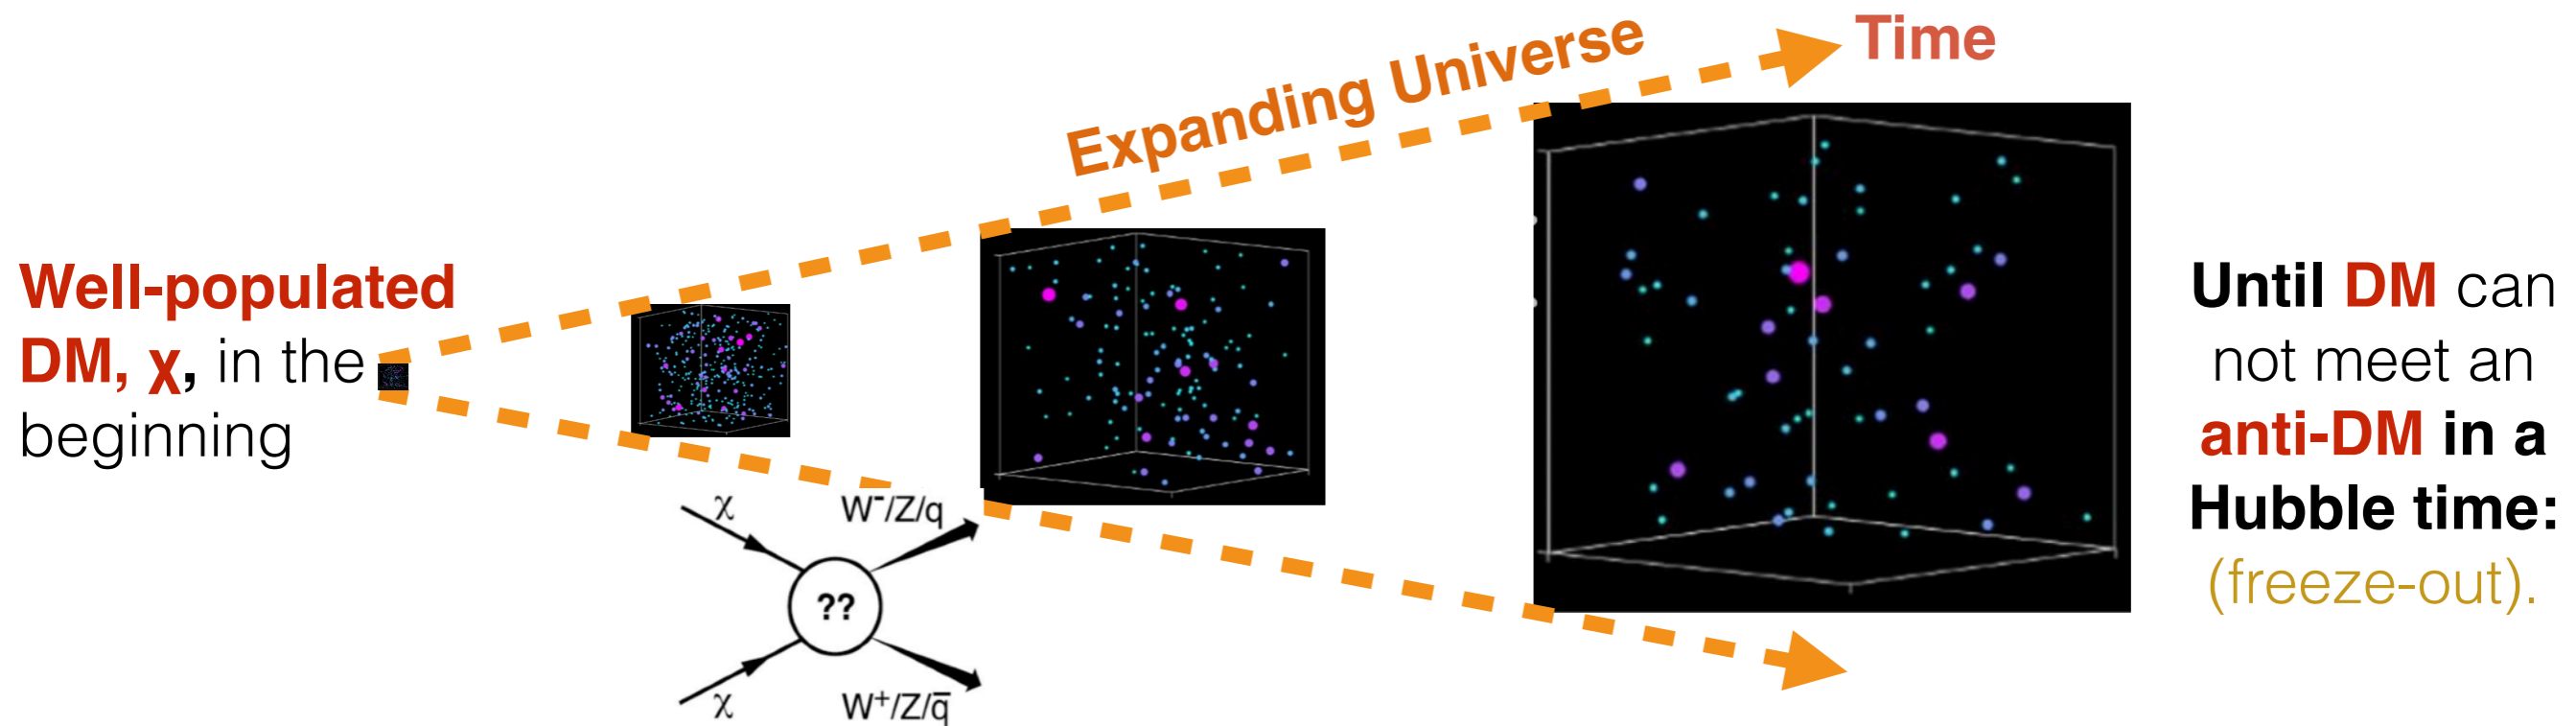 Time
Expanding Universe
Well-populated
DM, χ, in the
beginning
Until DM can
not meet an
anti-DM in a
Hubble time:
(freeze-out).
χ
W⁻/Z/q
??
χ
W⁺/Z/q̅